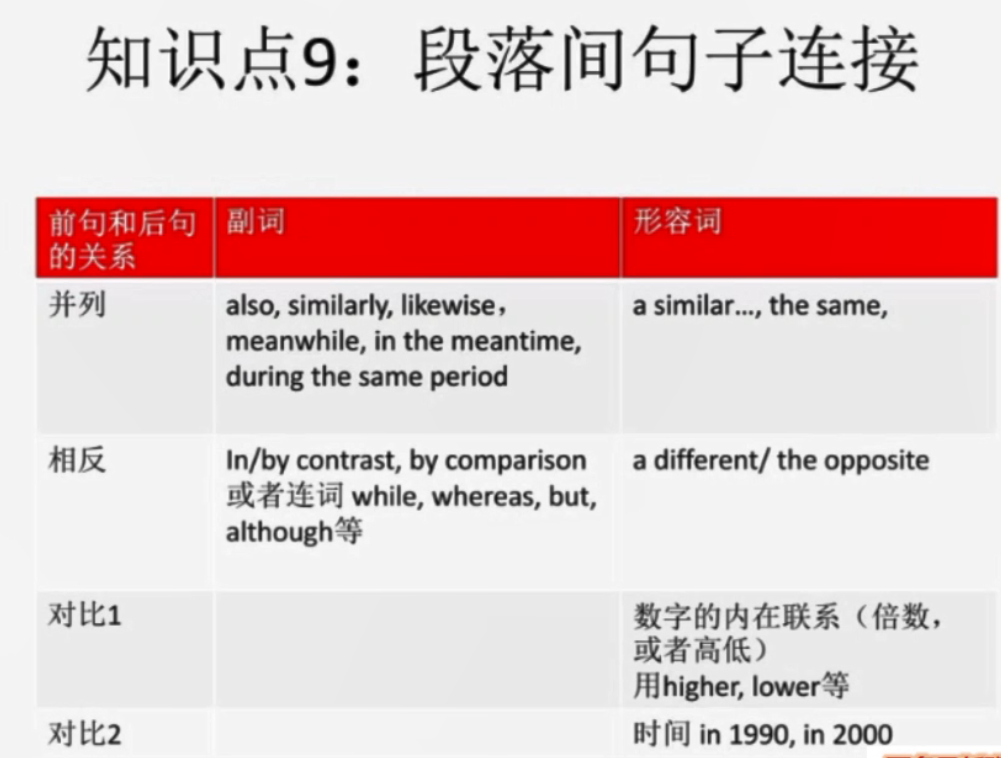 知识点9：段落间句子连接
前句和后句
的关系
副词
形容词
并列
also, similarly, likewise，
meanwhile, in the meantime,
during the same period
a similar…, the same,
相反
In/by contrast, by comparison
或者连词 while, whereas, but,
although等
a different/ the opposite
对比1
数字的内在联系（倍数，
或者高低）
用higher, lower等
对比2
时间 in 1990, in 2000